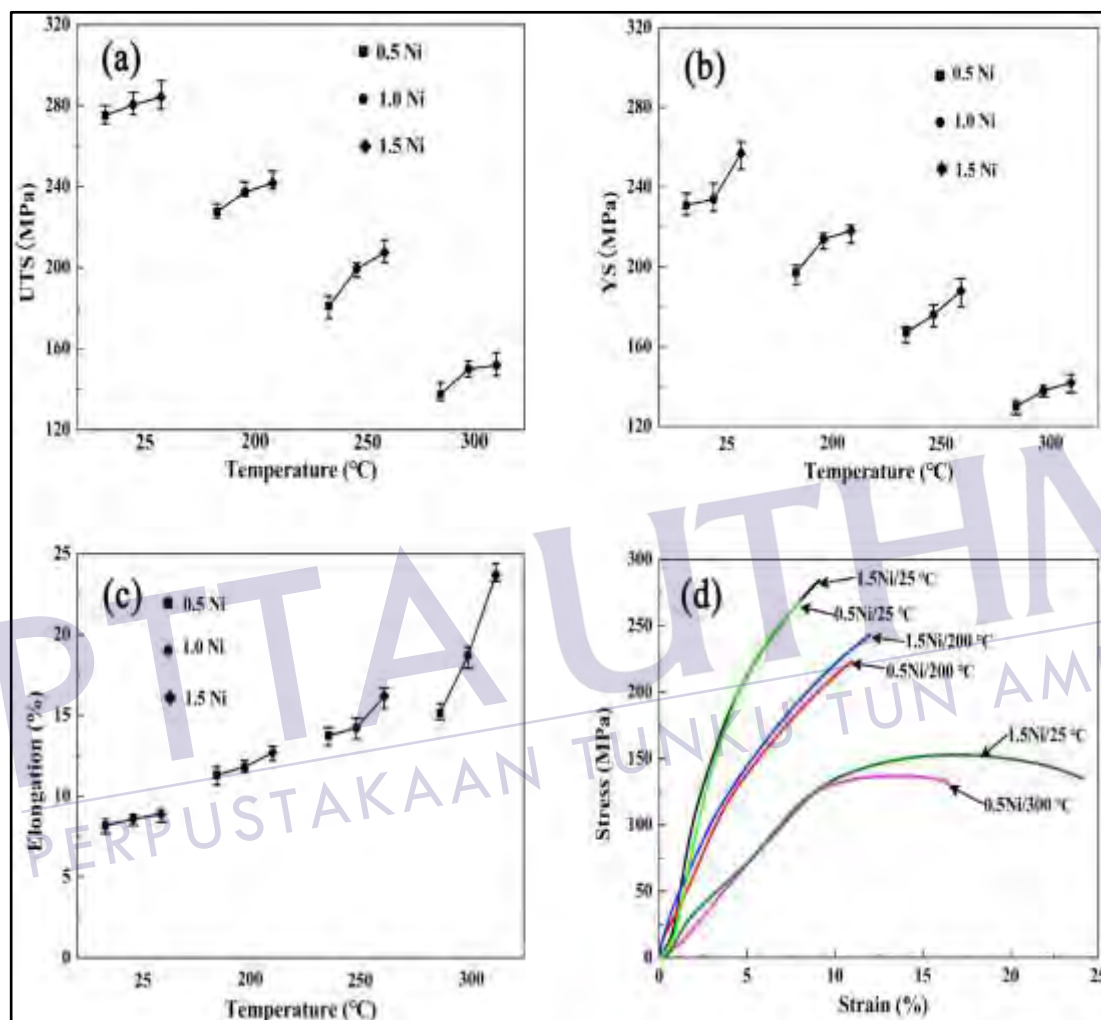 320
280
240
200
160
120
UTS (MPa)
(a)
0.5 Ni
1.0 Ni
1.5 Ni
25 200 250 300
Temperature (℃)
320
280
240
200
160
120
YS (MPa)
(b)
0.5 Ni
1.0 Ni
1.5 Ni
25 200 250 300
Temperature (℃)
25
20
15
10
5
0
Elongation (%)
(c)
0.5 Ni
1.0 Ni
1.5 Ni
25 200 250 300
Temperature (℃)
300
250
200
150
100
50
0
Stress (MPa)
(d)
1.5Ni/25 ℃
0.5Ni/25 ℃
1.5Ni/200 ℃
0.5Ni/200 ℃
1.5Ni/25 ℃
0.5Ni/300 ℃
0 5 10 15 20 25
Strain (%)
PTTAUTHM
PERPUSTAKAAN TUNKU TUN AM